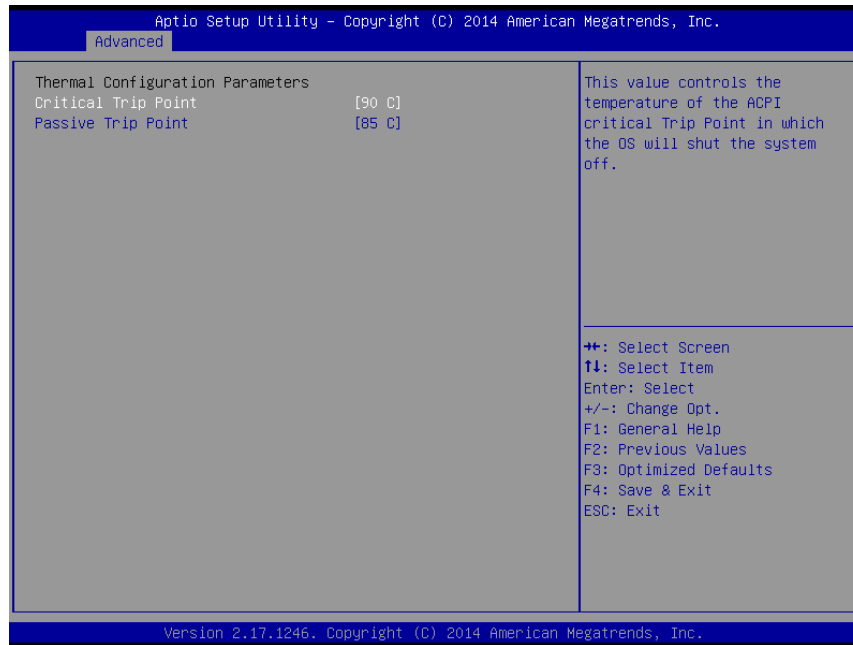 Aptio Setup Utility – Copyright (C) 2014 American Megatrends, Inc.
Advanced
Thermal Configuration Parameters
Critical Trip Point [90 C]
Passive Trip Point [85 C]
This value controls the
temperature of the ACPI
critical Trip Point in which
the OS will shut the system
off.
→←: Select Screen
↑↓: Select Item
Enter: Select
+/-: Change Opt.
F1: General Help
F2: Previous Values
F3: Optimized Defaults
F4: Save & Exit
ESC: Exit
Version 2.17.1246. Copyright (C) 2014 American Megatrends, Inc.